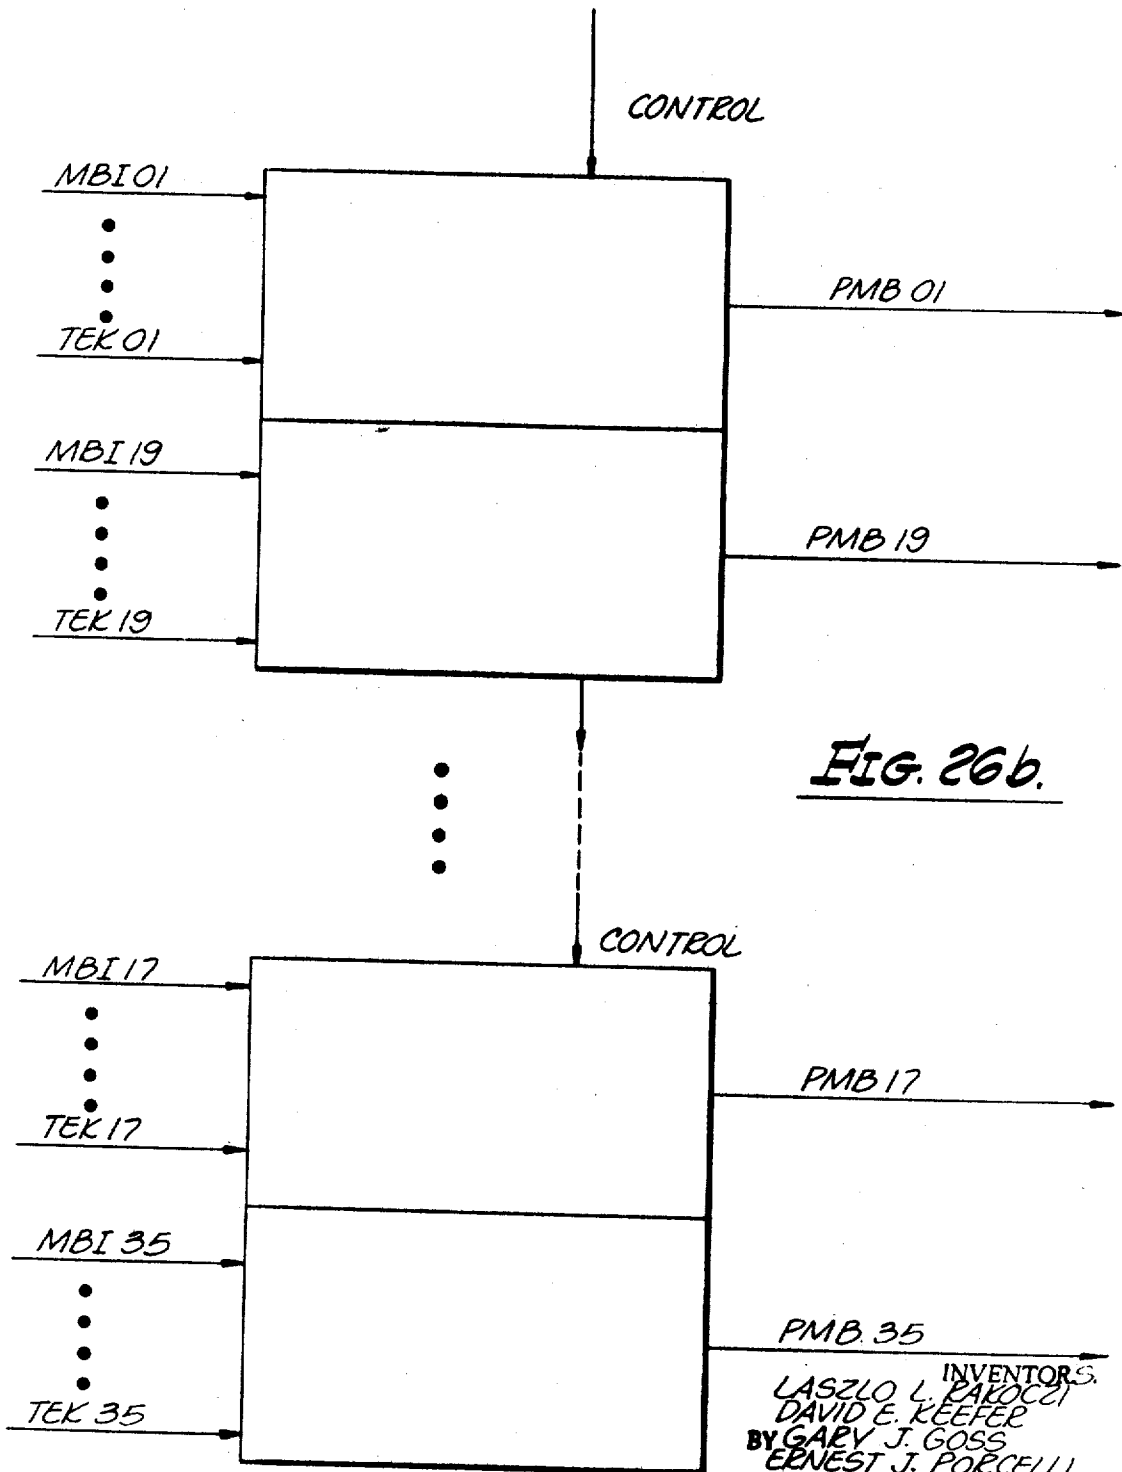 CONTROL
MBI 01
PMB 01
TEK 01
MBI 19
PMB 19
TEK 19
FIG. 26b.
CONTROL
MBI 17
PMB 17
TEK 17
MBI 35
PMB 35
TEK 35
INVENTORS.
LASZLO L. RAKOCZI
DAVID E. KEEFER
BY GARY J. GOSS
ERNEST J. PORCELLI